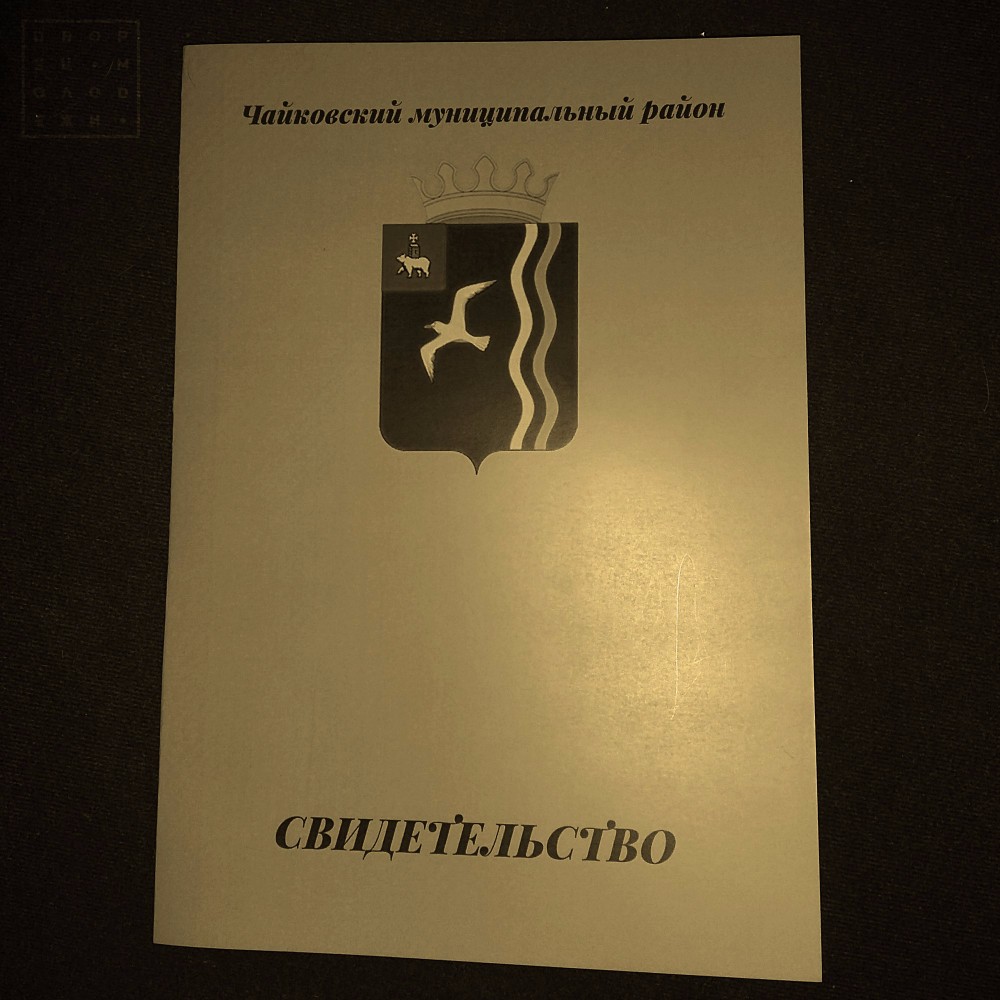 Чайковский муниципальный район
СВИДЕТЕЛЬСТВО